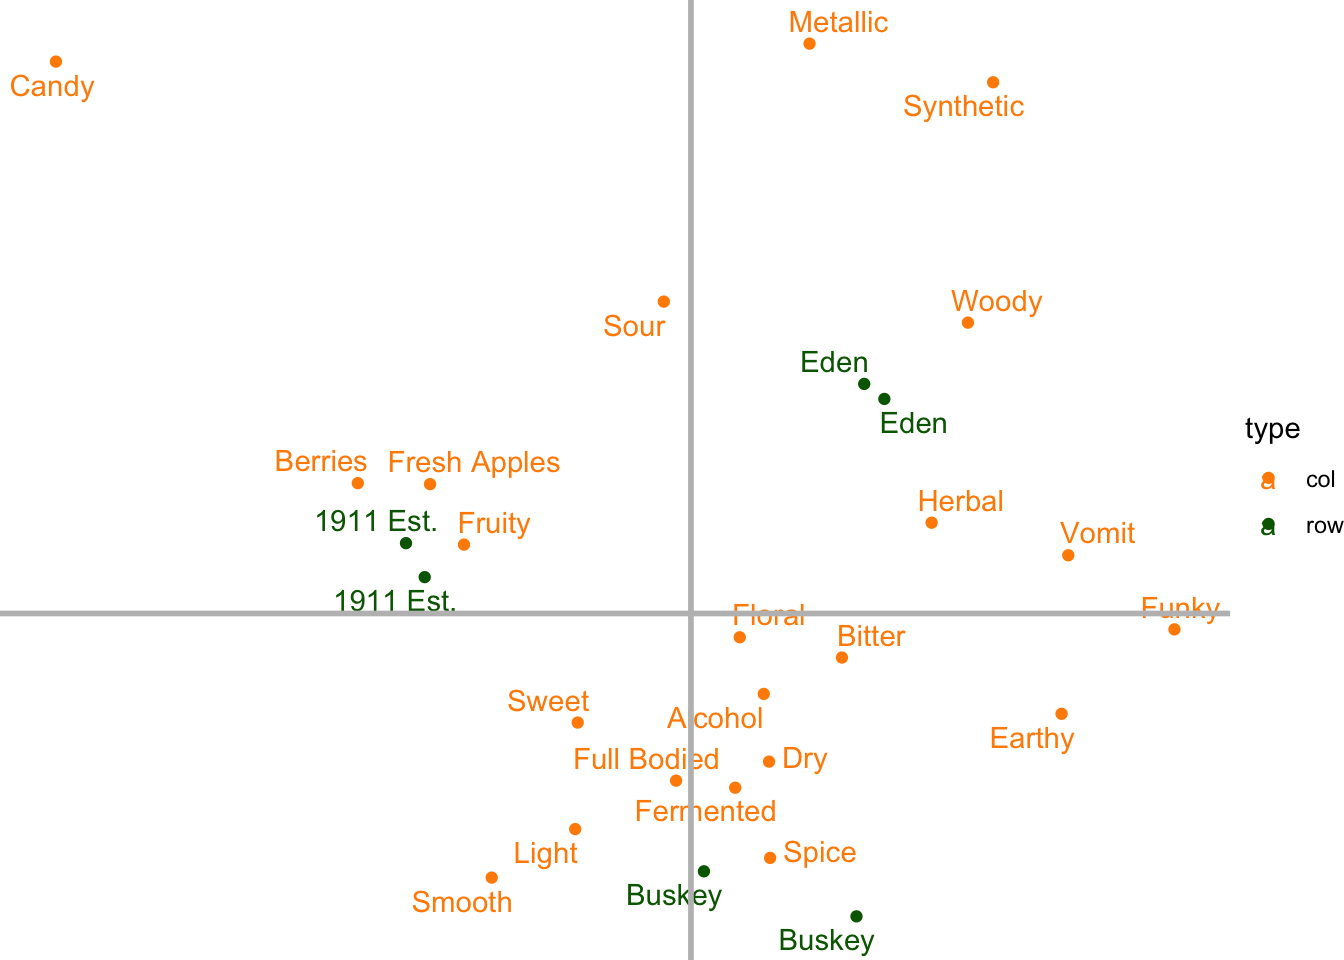 Metallic
Candy
Synthetic
Woody
Sour
Eden
Eden
type
Berries
Fresh Apples
a col
Herbal
1911 Est.
Fruity
a row
Vomit
1911 Est.
Funky
Floral
Bitter
Sweet
Alcohol
Earthy
Full Bodied
Dry
Fermented
Light
Spice
Buskey
Smooth
Buskey